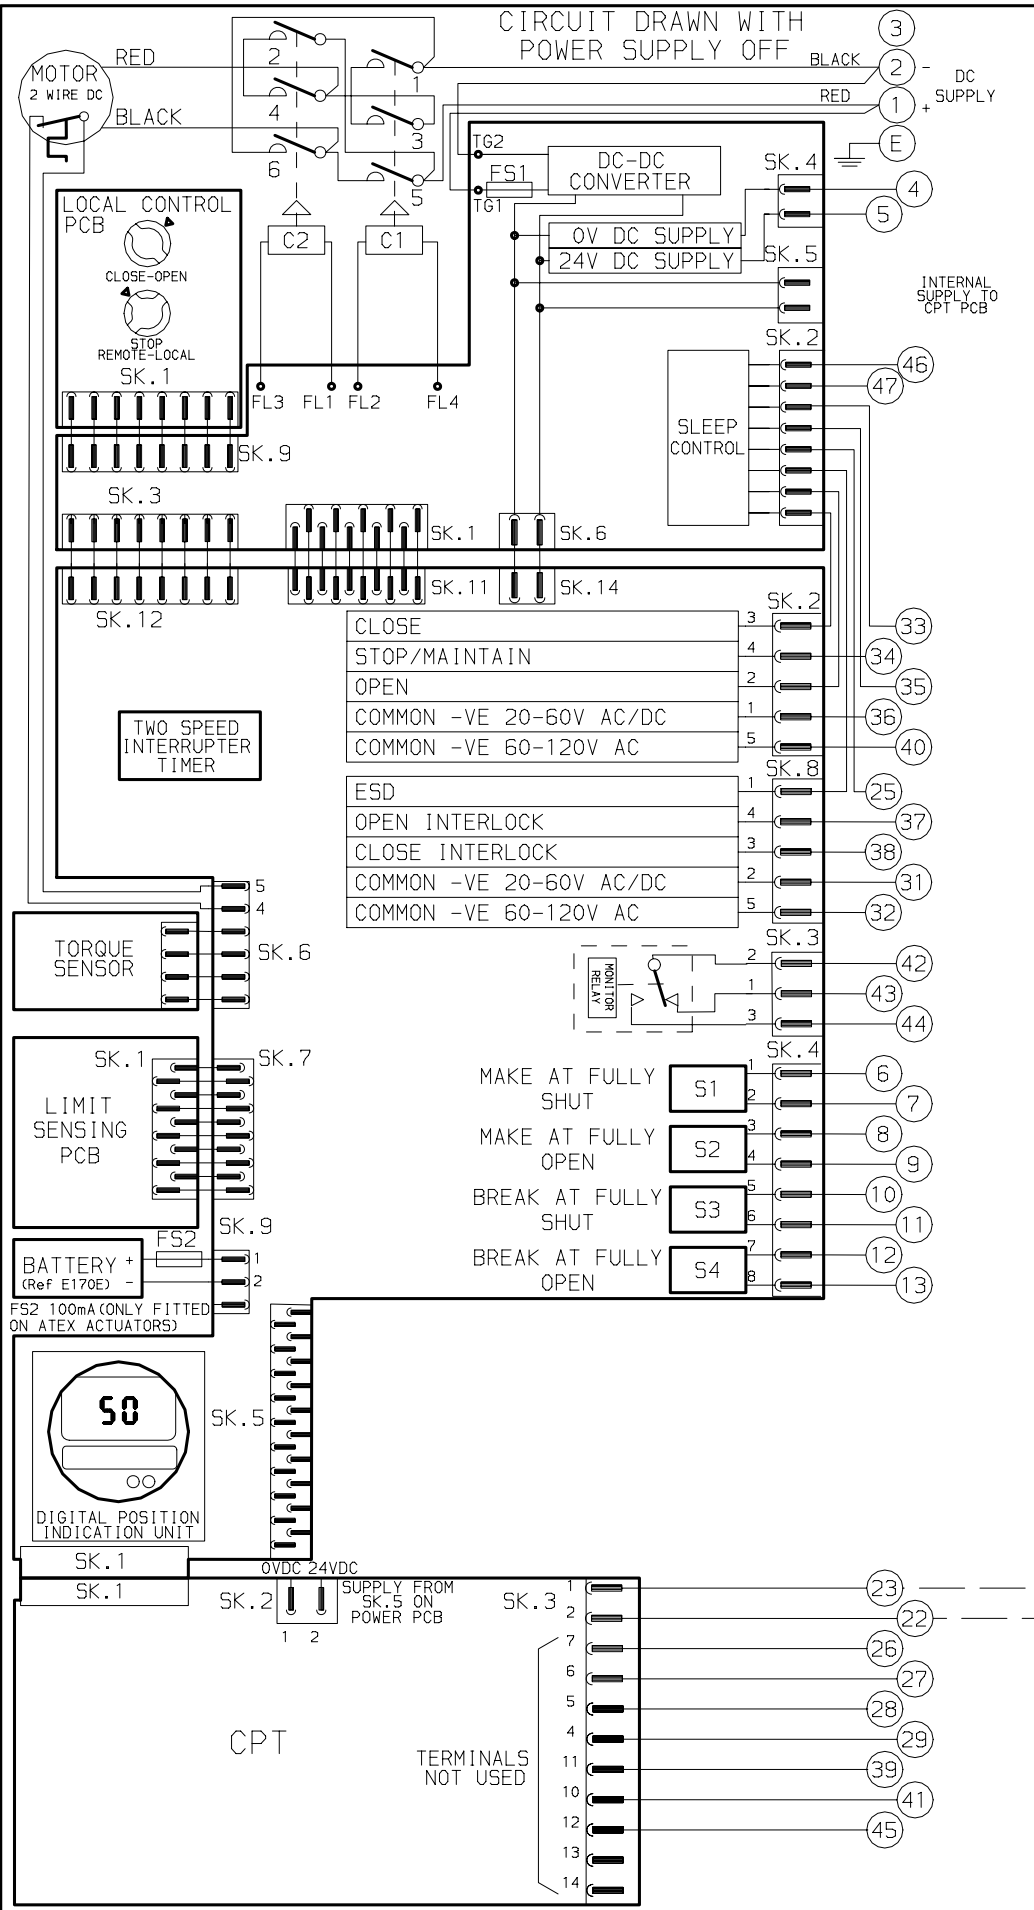 CIRCUIT DRAWN WITH
POWER SUPPLY OFF
3
MOTOR
2 WIRE DC
RED
BLACK
2
4
6
1
3
5
BLACK
2 -
RED
1 +
DC
SUPPLY
E
TG2
TG1
FS1
DC-DC
CONVERTER
SK.4
4
5
0V DC SUPPLY
24V DC SUPPLY
SK.5
INTERNAL
SUPPLY TO
CPT PCB
LOCAL CONTROL
PCB
CLOSE-OPEN
STOP
REMOTE-LOCAL
SK.1
C2
C1
FL3
FL1
FL2
FL4
SK.9
SK.2
SLEEP
CONTROL
46
47
SK.3
SK.1
SK.6
SK.12
SK.11
SK.14
SK.2
CLOSE 3
33
STOP/MAINTAIN 4
34
OPEN 2
35
COMMON -VE 20-60V AC/DC 1
36
COMMON -VE 60-120V AC 5
40
TWO SPEED
INTERRUPTER
TIMER
SK.8
ESD 1
25
OPEN INTERLOCK 4
37
CLOSE INTERLOCK 3
38
COMMON -VE 20-60V AC/DC 2
31
COMMON -VE 60-120V AC 5
32
5
4
SK.6
TORQUE
SENSOR
SK.3
MONITOR
RELAY
2
42
1
43
3
44
SK.4
SK.1
SK.7
LIMIT
SENSING
PCB
MAKE AT FULLY
SHUT
S1
1
6
2
7
MAKE AT FULLY
OPEN
S2
3
8
4
9
BREAK AT FULLY
SHUT
S3
5
10
6
11
BREAK AT FULLY
OPEN
S4
7
12
8
13
SK.9
FS2
BATTERY +
(Ref E170E) -
1
2
FS2 100mA(ONLY FITTED
ON ATEX ACTUATORS)
50
SK.5
DIGITAL POSITION
INDICATION UNIT
SK.1
SK.1
0VDC 24VDC
SK.2
1 2
SUPPLY FROM
SK.5 ON
POWER PCB
SK.3
1
23
2
22
7
26
6
27
5
28
4
29
11
39
10
41
12
45
13
14
CPT
TERMINALS
NOT USED